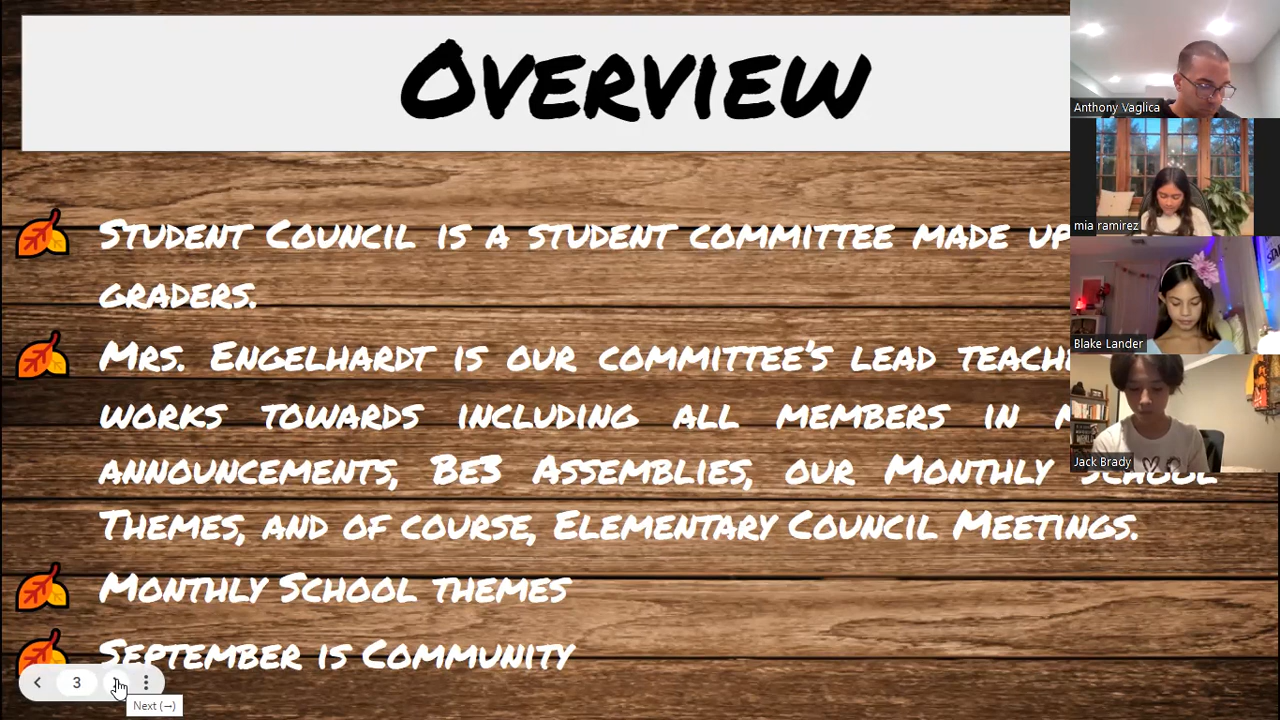 Overview
Student Council is a student committee made up
graders.
Mrs. Engelhardt is our committee's lead
works towards including all members in
announcements, Be3 Assemblies, our Monthly School
Themes, and of course, Elementary Council Meetings.
Monthly School themes
September is Community
3
Next (→)
Anthony Vaglica
mia ramirez
Blake Lander
Jack Brady